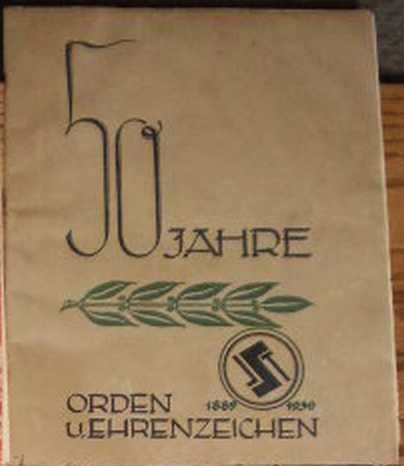 50
JAHRE
1889 1939
ORDEN
U. EHRENZEICHEN